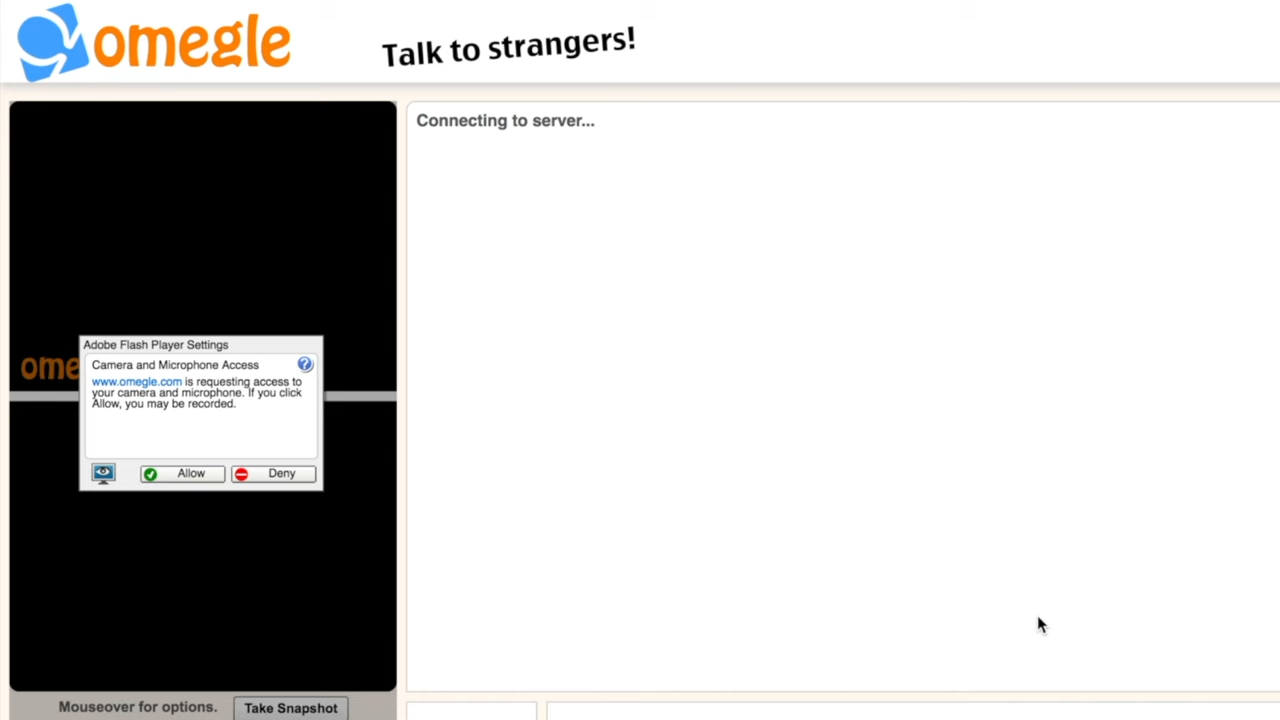 omegle
Talk to strangers!
Connecting to server...
ome
Adobe Flash Player Settings
Camera and Microphone Access
www.omegle.com is requesting access to
your camera and microphone. If you click
Allow, you may be recorded.
Allow
Deny
Mouseover for options.
Take Snapshot